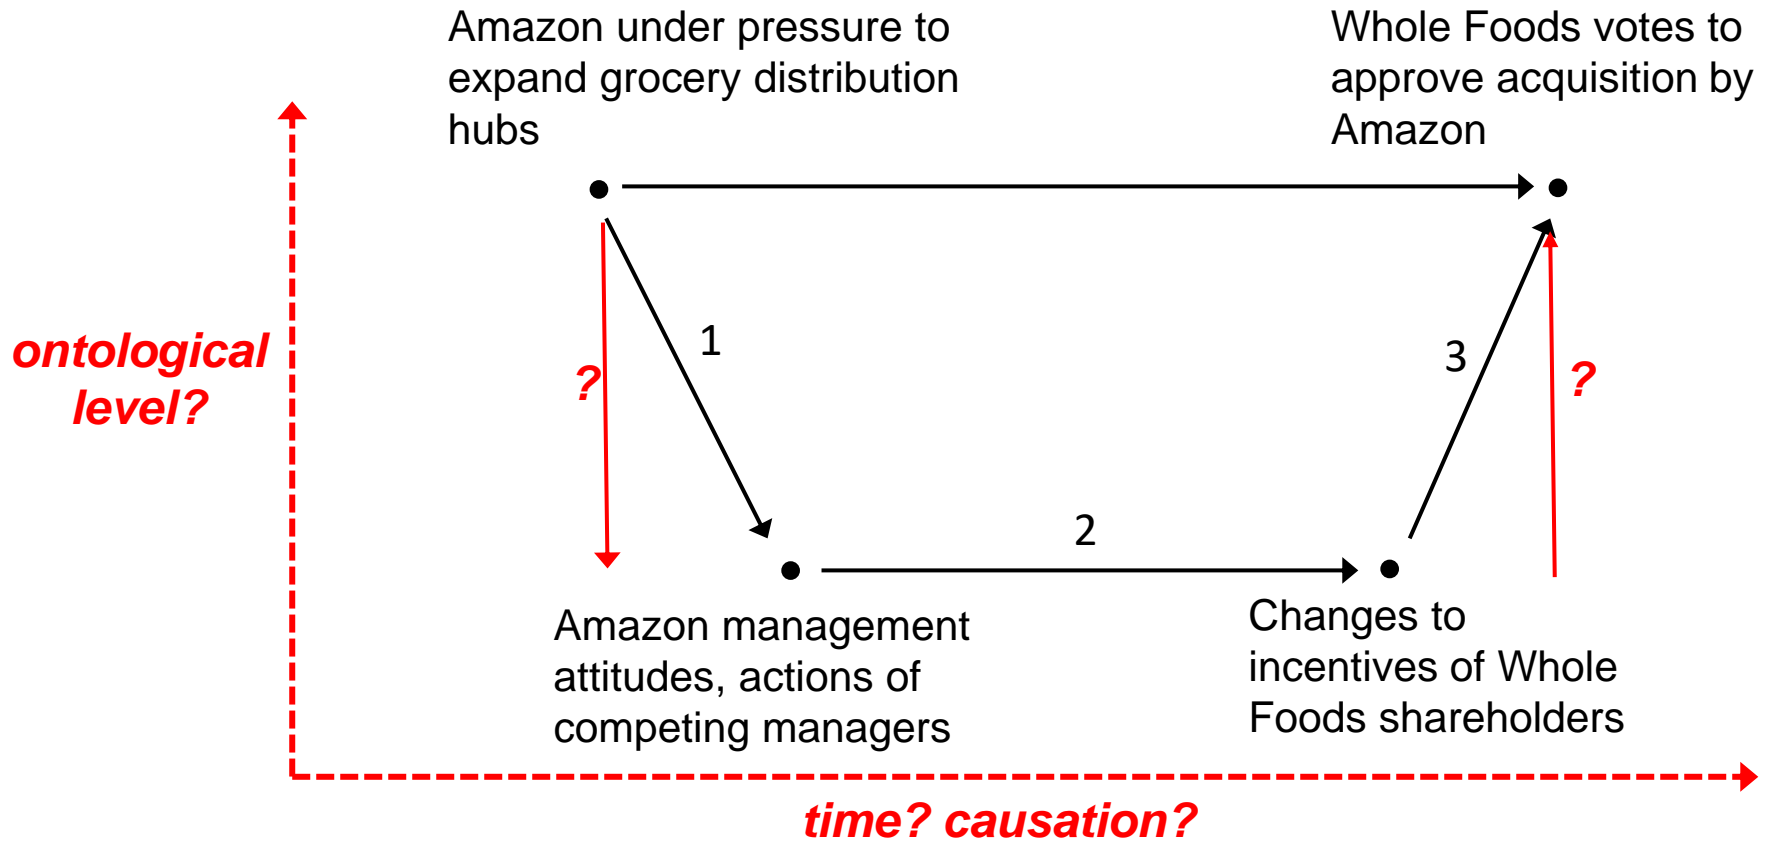 Amazon under pressure to
expand grocery distribution
hubs
Whole Foods votes to
approve acquisition by
Amazon
ontological
level?
?
1
2
3
?
Amazon management
attitudes, actions of
competing managers
Changes to
incentives of Whole
Foods shareholders
time? causation?